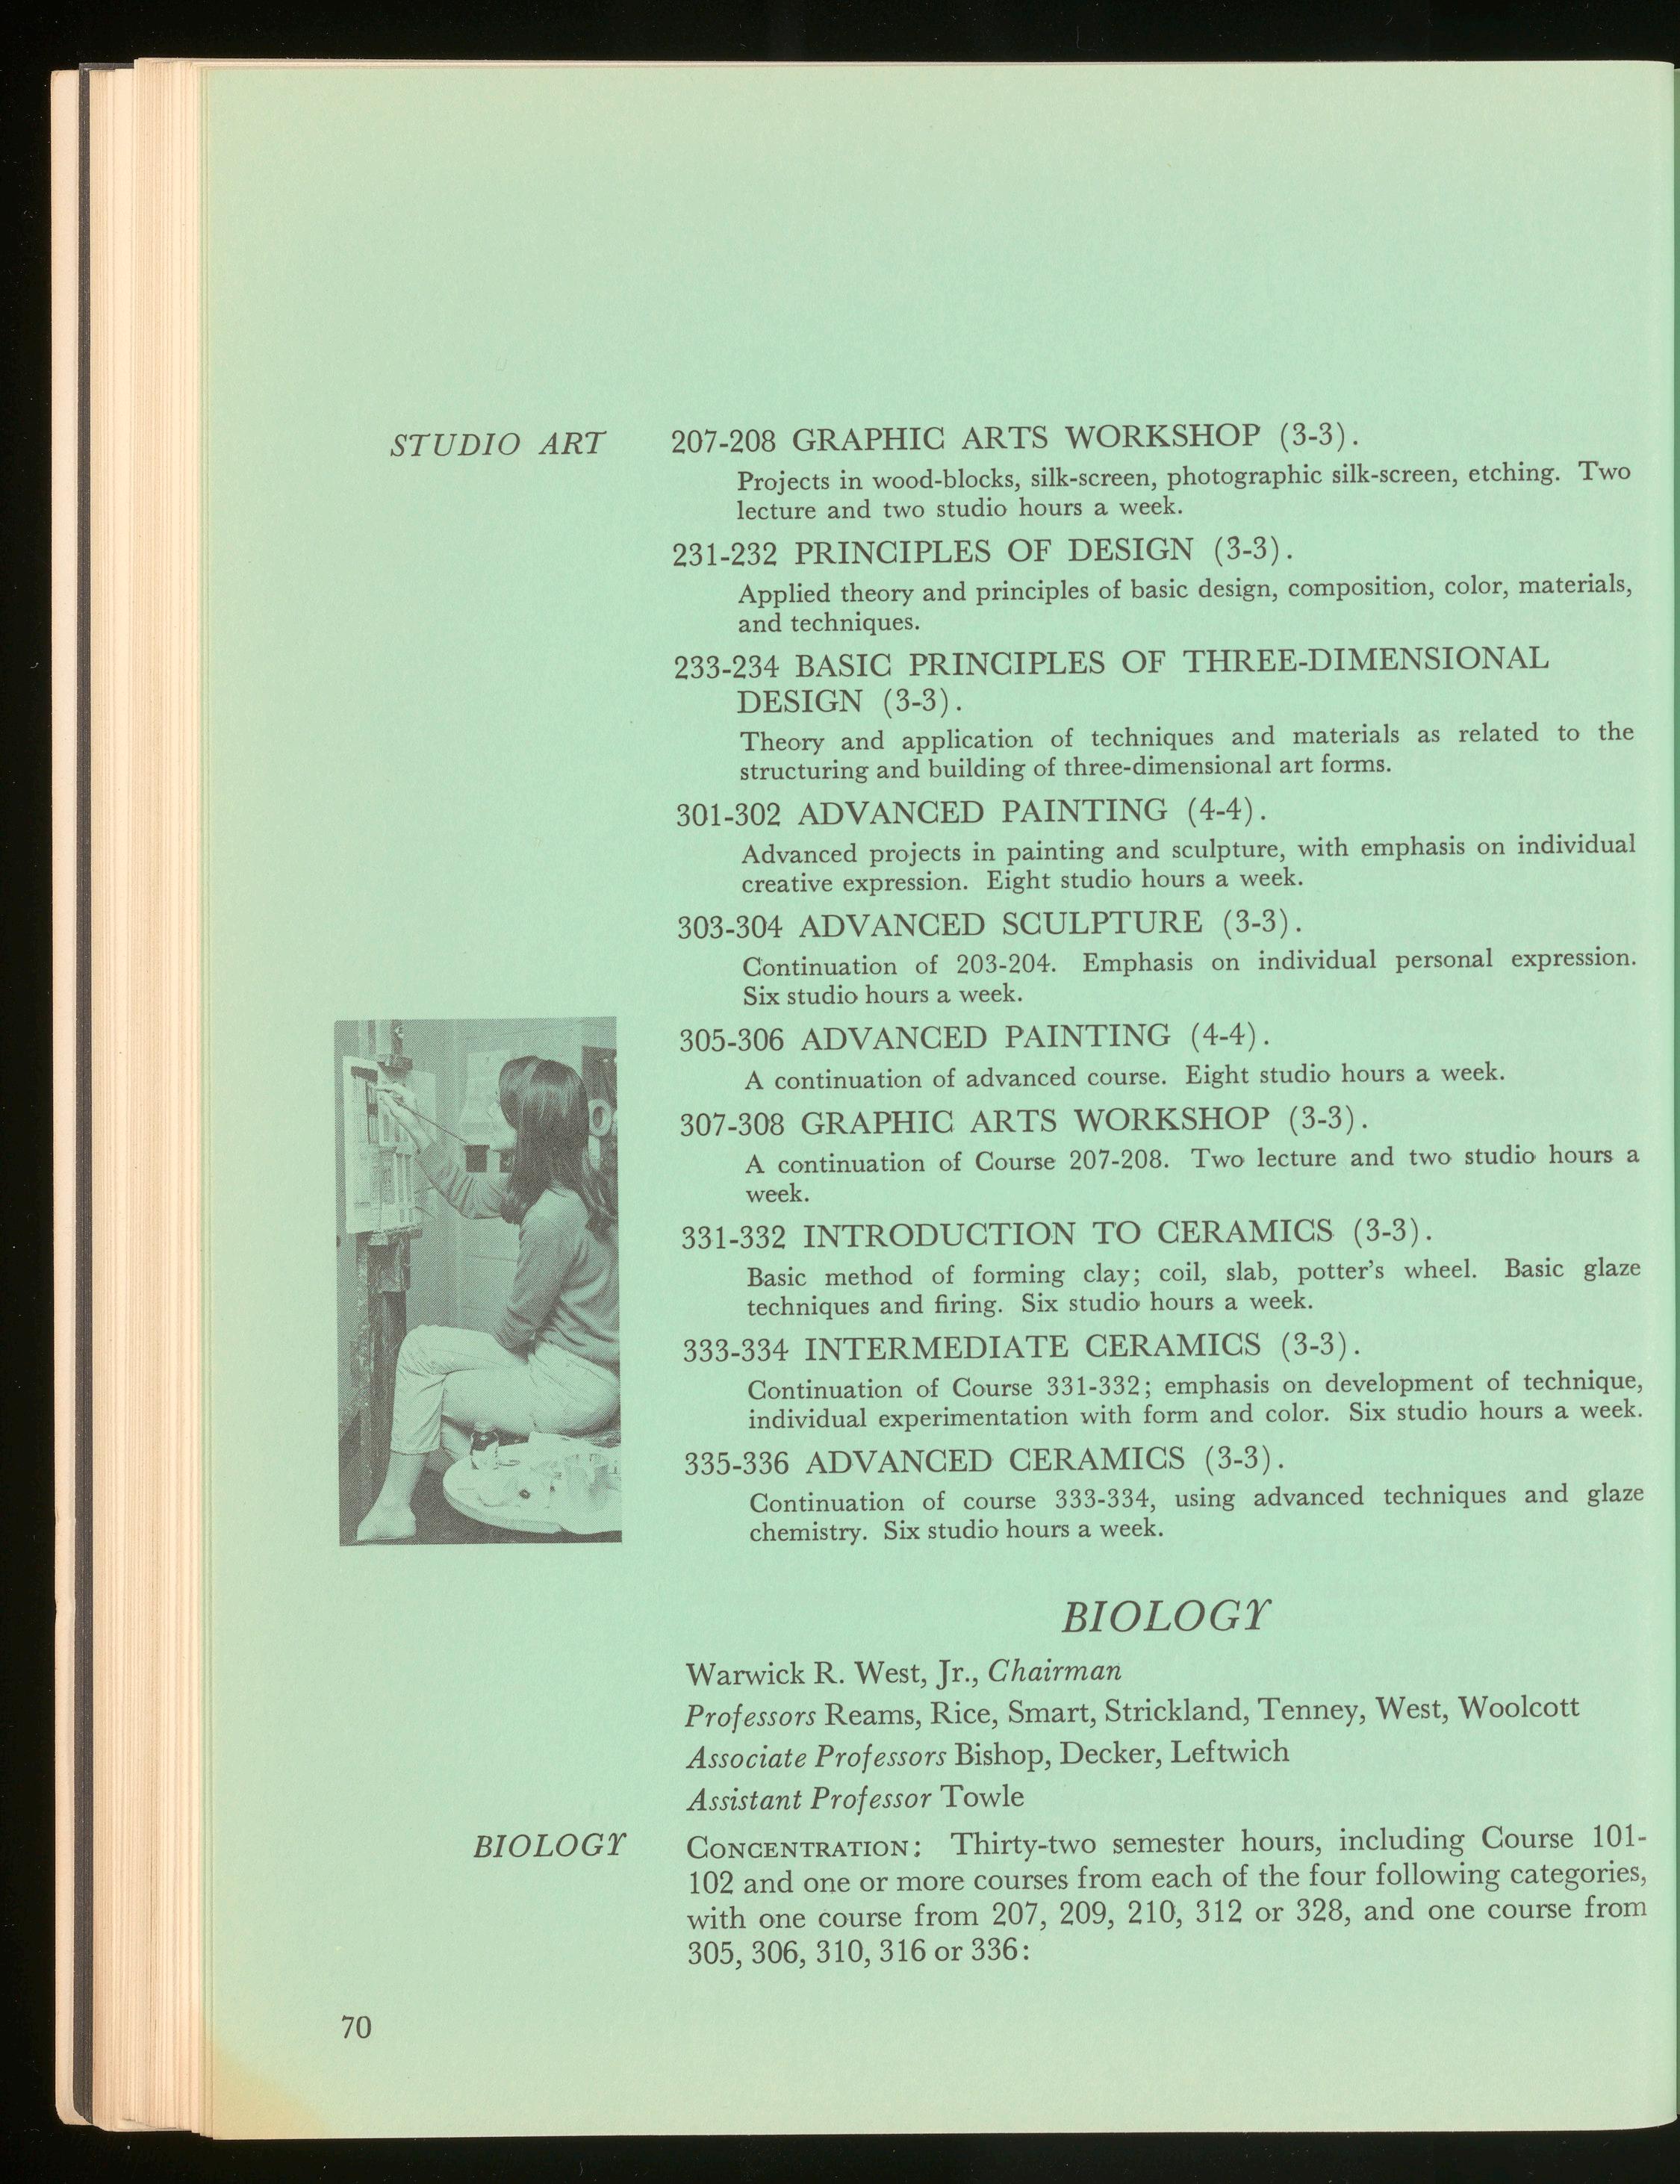 STUDIO ART
207-208 GRAPHIC ARTS WORKSHOP (3-3).
Projects in wood-blocks, silk-screen, photographic silk-screen, etching. Two
lecture and two studio hours a week.
231-232 PRINCIPLES OF DESIGN (3-3).
Applied theory and principles of basic design, composition, color, materials,
and techniques.
233-234 BASIC PRINCIPLES OF THREE-DIMENSIONAL
DESIGN (3-3).
Theory and application of techniques and materials as related to the
structuring and building of three-dimensional art forms.
301-302 ADVANCED PAINTING (4-4).
Advanced projects in painting and sculpture, with emphasis on individual
creative expression. Eight studio hours a week.
303-304 ADVANCED SCULPTURE (3-3).
Continuation of 203-204. Emphasis on individual personal expression.
Six studio hours a week.
305-306 ADVANCED PAINTING (4-4).
A continuation of advanced course. Eight studio hours a week.
307-308 GRAPHIC ARTS WORKSHOP (3-3).
A continuation of Course 207-208. Two lecture and two studio hours a
week.
331-332 INTRODUCTION TO CERAMICS (3-3).
Basic method of forming clay; coil, slab, potter's wheel. Basic glaze
techniques and firing. Six studio hours a week.
333-334 INTERMEDIATE CERAMICS (3-3).
Continuation of Course 331-332; emphasis on development of technique,
individual experimentation with form and color. Six studio hours a week.
335-336 ADVANCED CERAMICS (3-3).
Continuation of course 333-334, using advanced techniques and glaze
chemistry. Six studio hours a week.
BIOLOGY
Warwick R. West, Jr., Chairman
Professors Reams, Rice, Smart, Strickland, Tenney, West, Woolcott
Associate Professors Bishop, Decker, Leftwich
Assistant Professor Towle
BIOLOGY
CONCENTRATION: Thirty-two semester hours, including Course 101-
102 and one or more courses from each of the four following categories,
with one course from 207, 209, 210, 312 or 328, and one course from
305, 306, 310, 316 or 336:
70